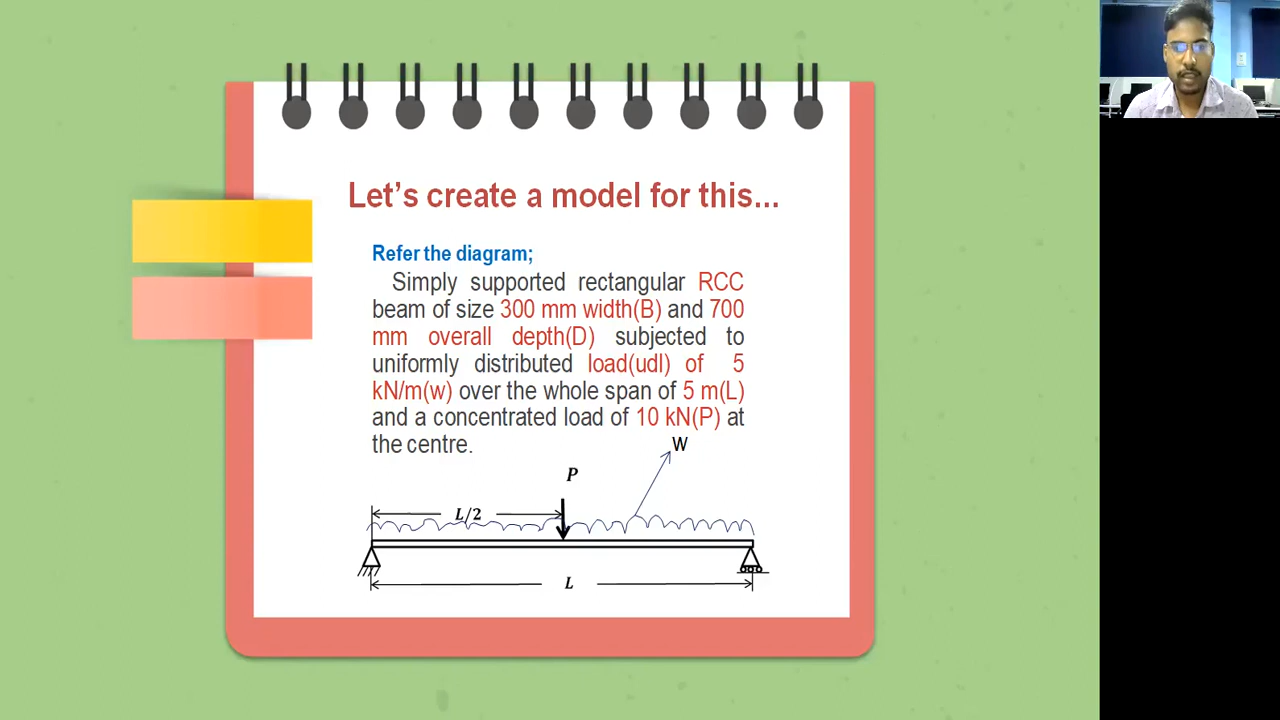 Let's create a model for this...
Refer the diagram;
Simply supported rectangular RCC
beam of size 300 mm width(B) and 700
mm overall depth(D) subjected to
uniformly distributed load(udl) of 5
kN/m(w) over the whole span of 5 m(L)
and a concentrated load of 10 kN(P) at
the centre.
W
P
L/2
L